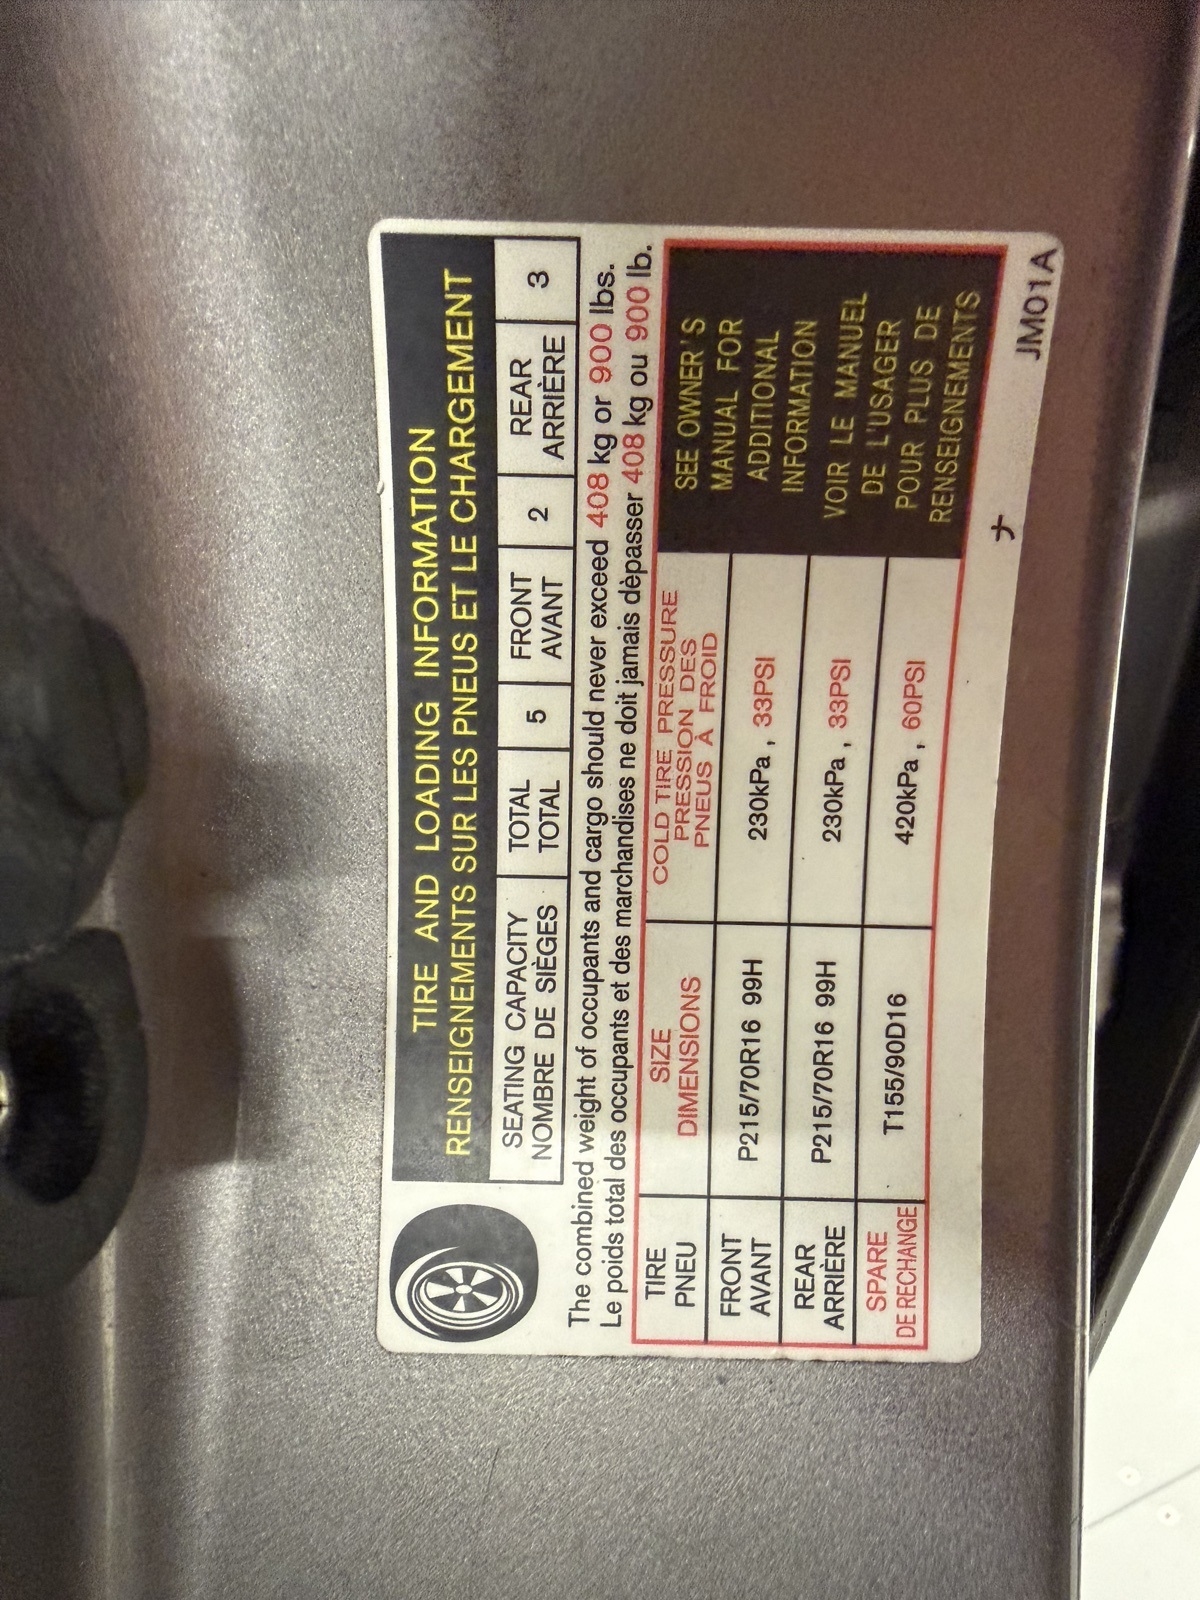 TIRE AND LOADING INFORMATION
RENSEIGNEMENTS SUR LES PNEUS ET LE CHARGEMENT
SEATING CAPACITY
NOMBRE DE SIÈGES
TOTAL
TOTAL
5
FRONT
AVANT
2
REAR
ARRIÈRE
3
The combined weight of occupants and cargo should never exceed 408 kg or 900 lbs.
Le poids total des occupants et des marchandises ne doit jamais dèpasser 408 kg ou 900 lb.
TIRE
PNEU
SIZE
DIMENSIONS
COLD TIRE PRESSURE
PRESSION DES
PNEUS À FROID
FRONT
AVANT
P215/70R16 99H
230kPa, 33PSI
REAR
ARRIÈRE
P215/70R16 99H
230kPa, 33PSI
SPARE
DE RECHANGE
T155/90D16
420kPa, 60PSI
SEE OWNER'S
MANUAL FOR
ADDITIONAL
INFORMATION
VOIR LE MANUEL
DE L'USAGER
POUR PLUS DE
RENSEIGNEMENTS
ナ
JM01A